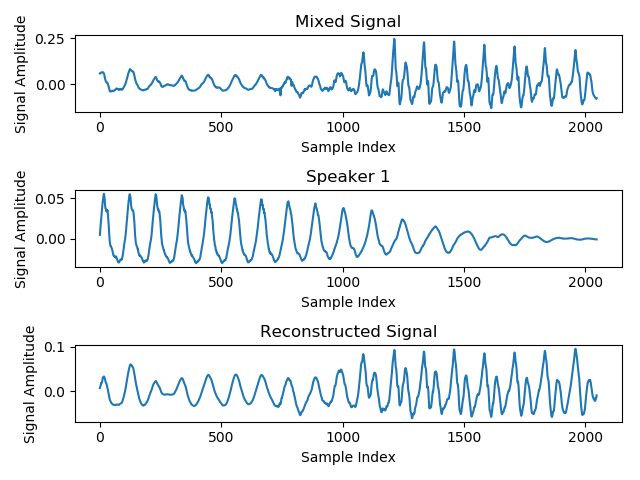 Mixed Signal
Signal Amplitude
0.25
0.00
0 500 1000 1500 2000
Sample Index
Speaker 1
Signal Amplitude
0.05
0.00
0 500 1000 1500 2000
Sample Index
Reconstructed Signal
Signal Amplitude
0.1
0.0
0 500 1000 1500 2000
Sample Index